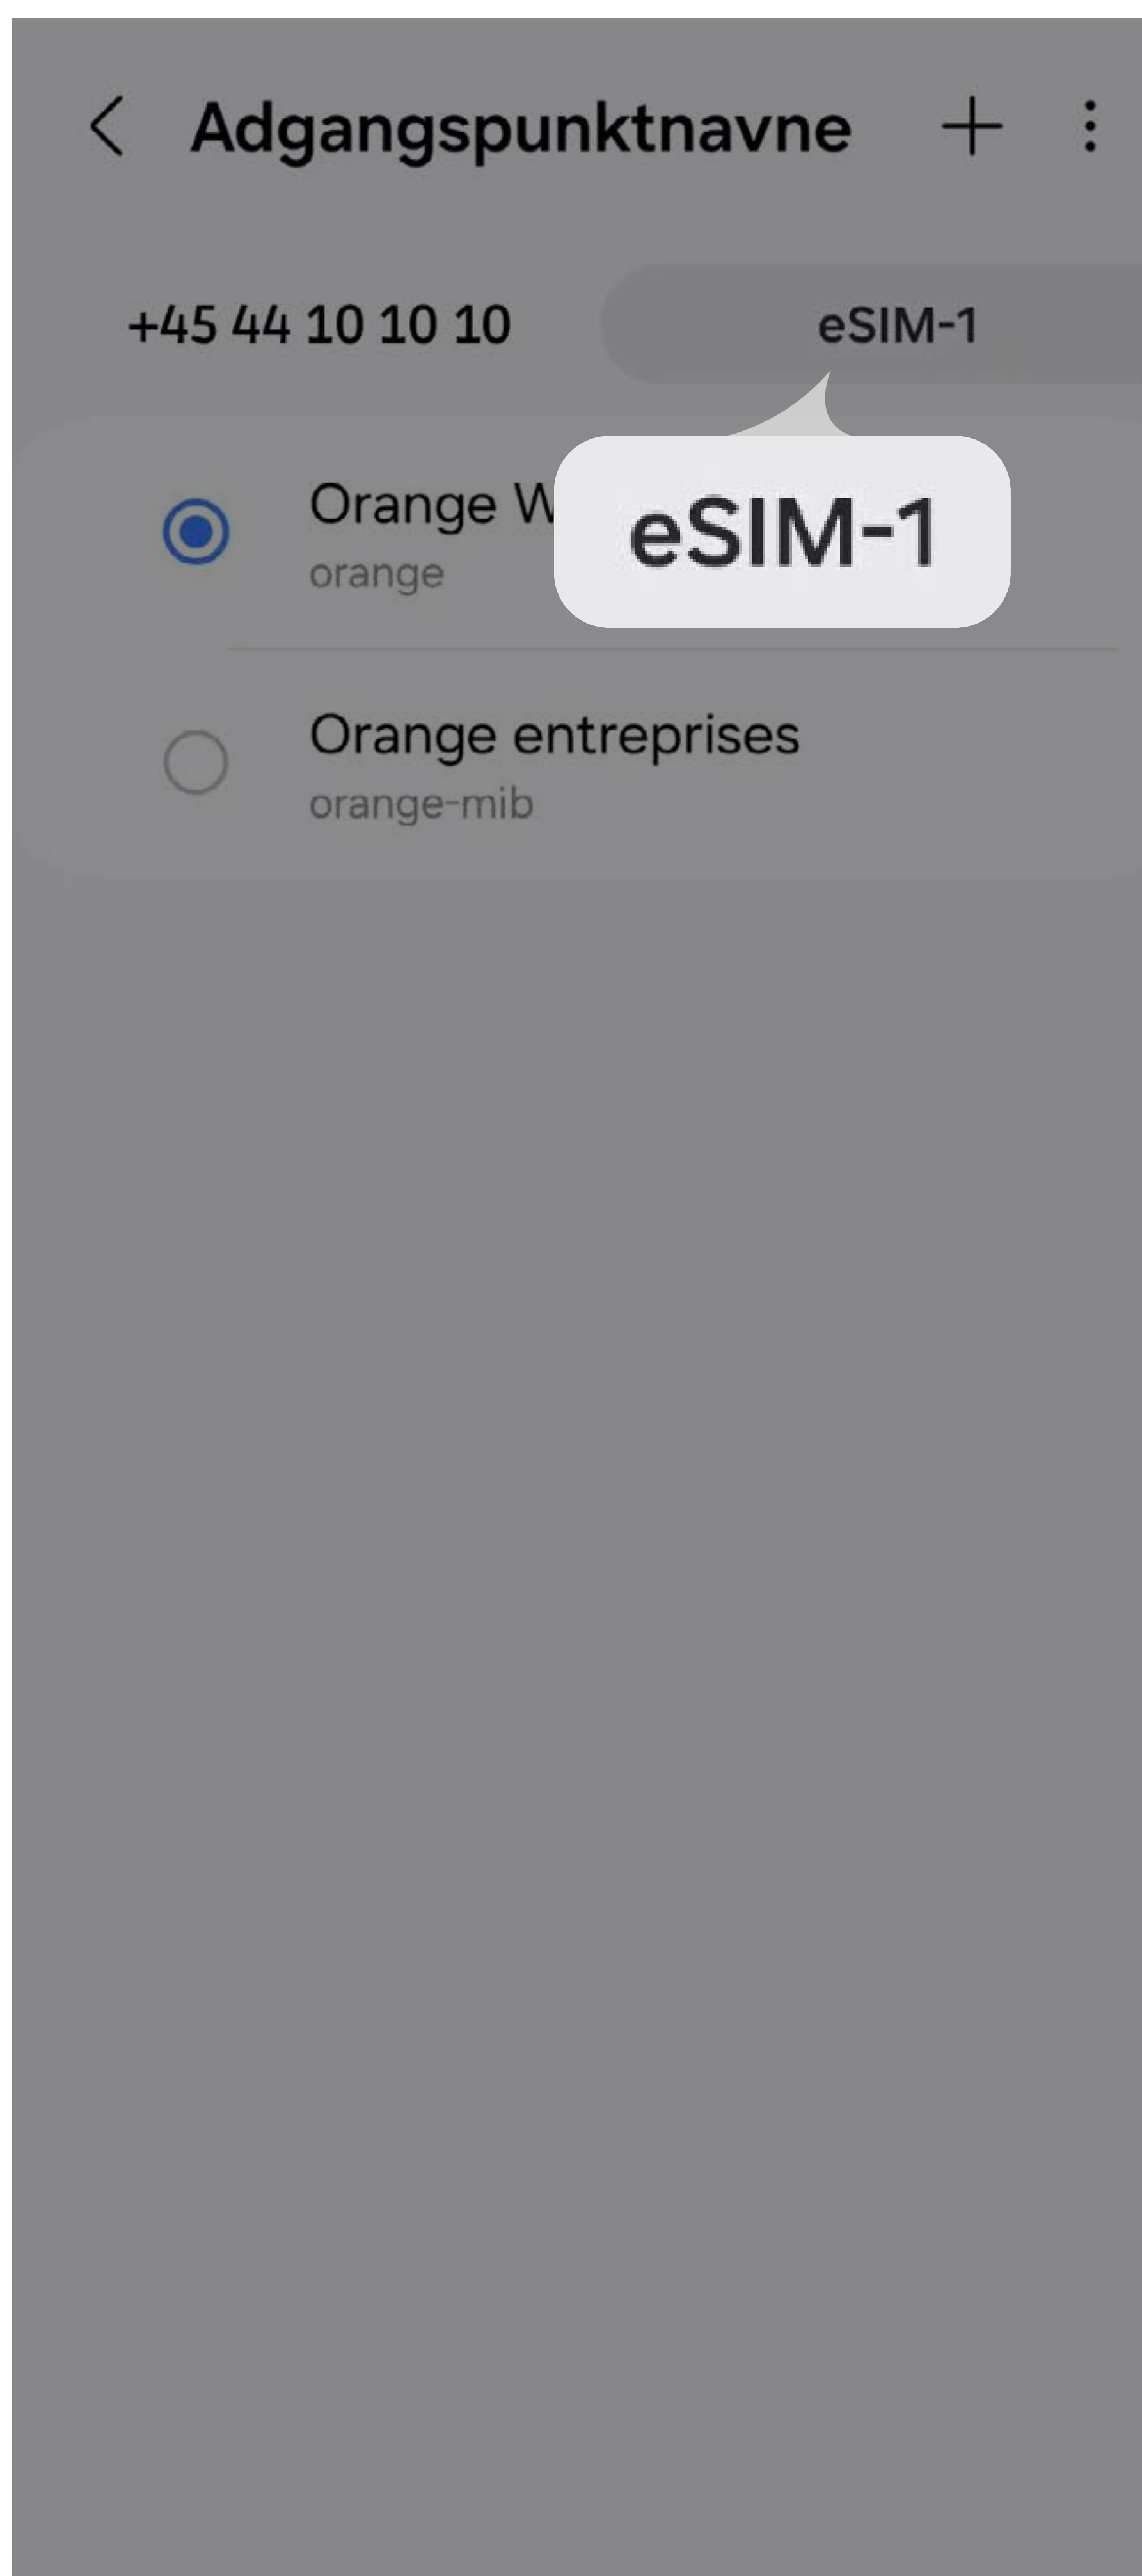 Adgangspunktnavne
+45 44 10 10 10
eSIM-1
Orange
orange
eSIM-1
Orange entreprises
orange-mib